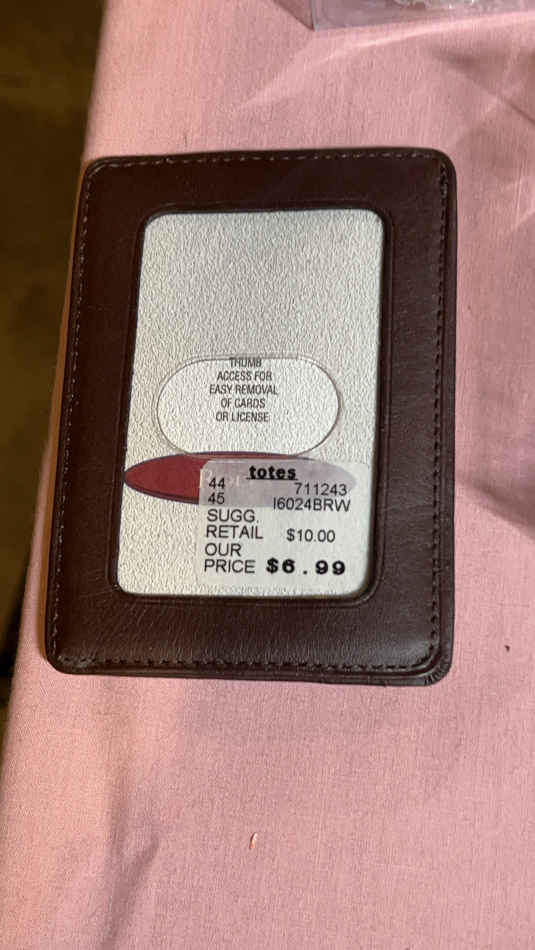 THUMB
ACCESS FOR
EASY REMOVAL
OF CARDS
OR LICENSE
totes
44 711243
45 I6024BRW
SUGG.
RETAIL $10.00
OUR
PRICE $6.99